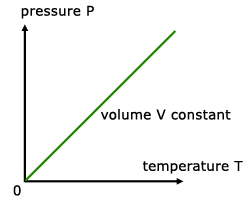 pressure P
volume V constant
temperature T
0